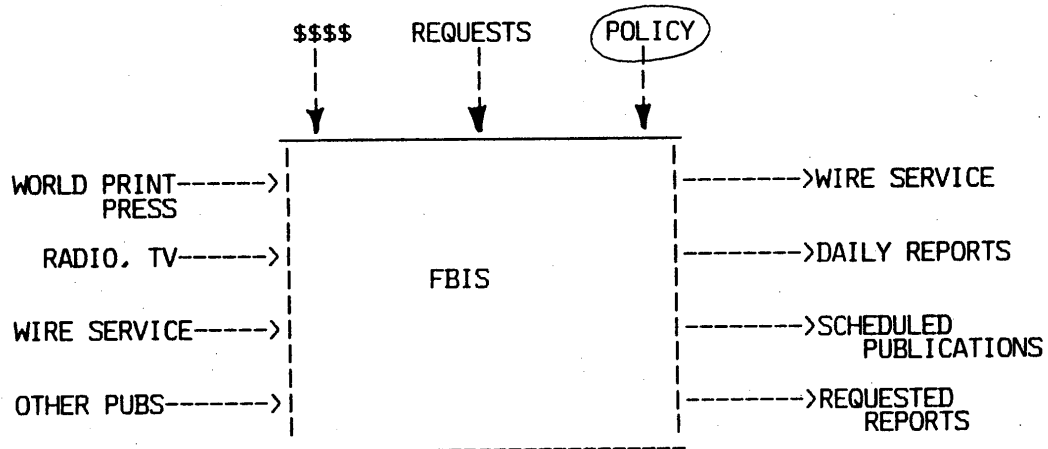 $$$$ REQUESTS POLICY
WORLD PRINT
PRESS
RADIO, TV
WIRE SERVICE
OTHER PUBS
FBIS
WIRE SERVICE
DAILY REPORTS
SCHEDULED
PUBLICATIONS
REQUESTED
REPORTS